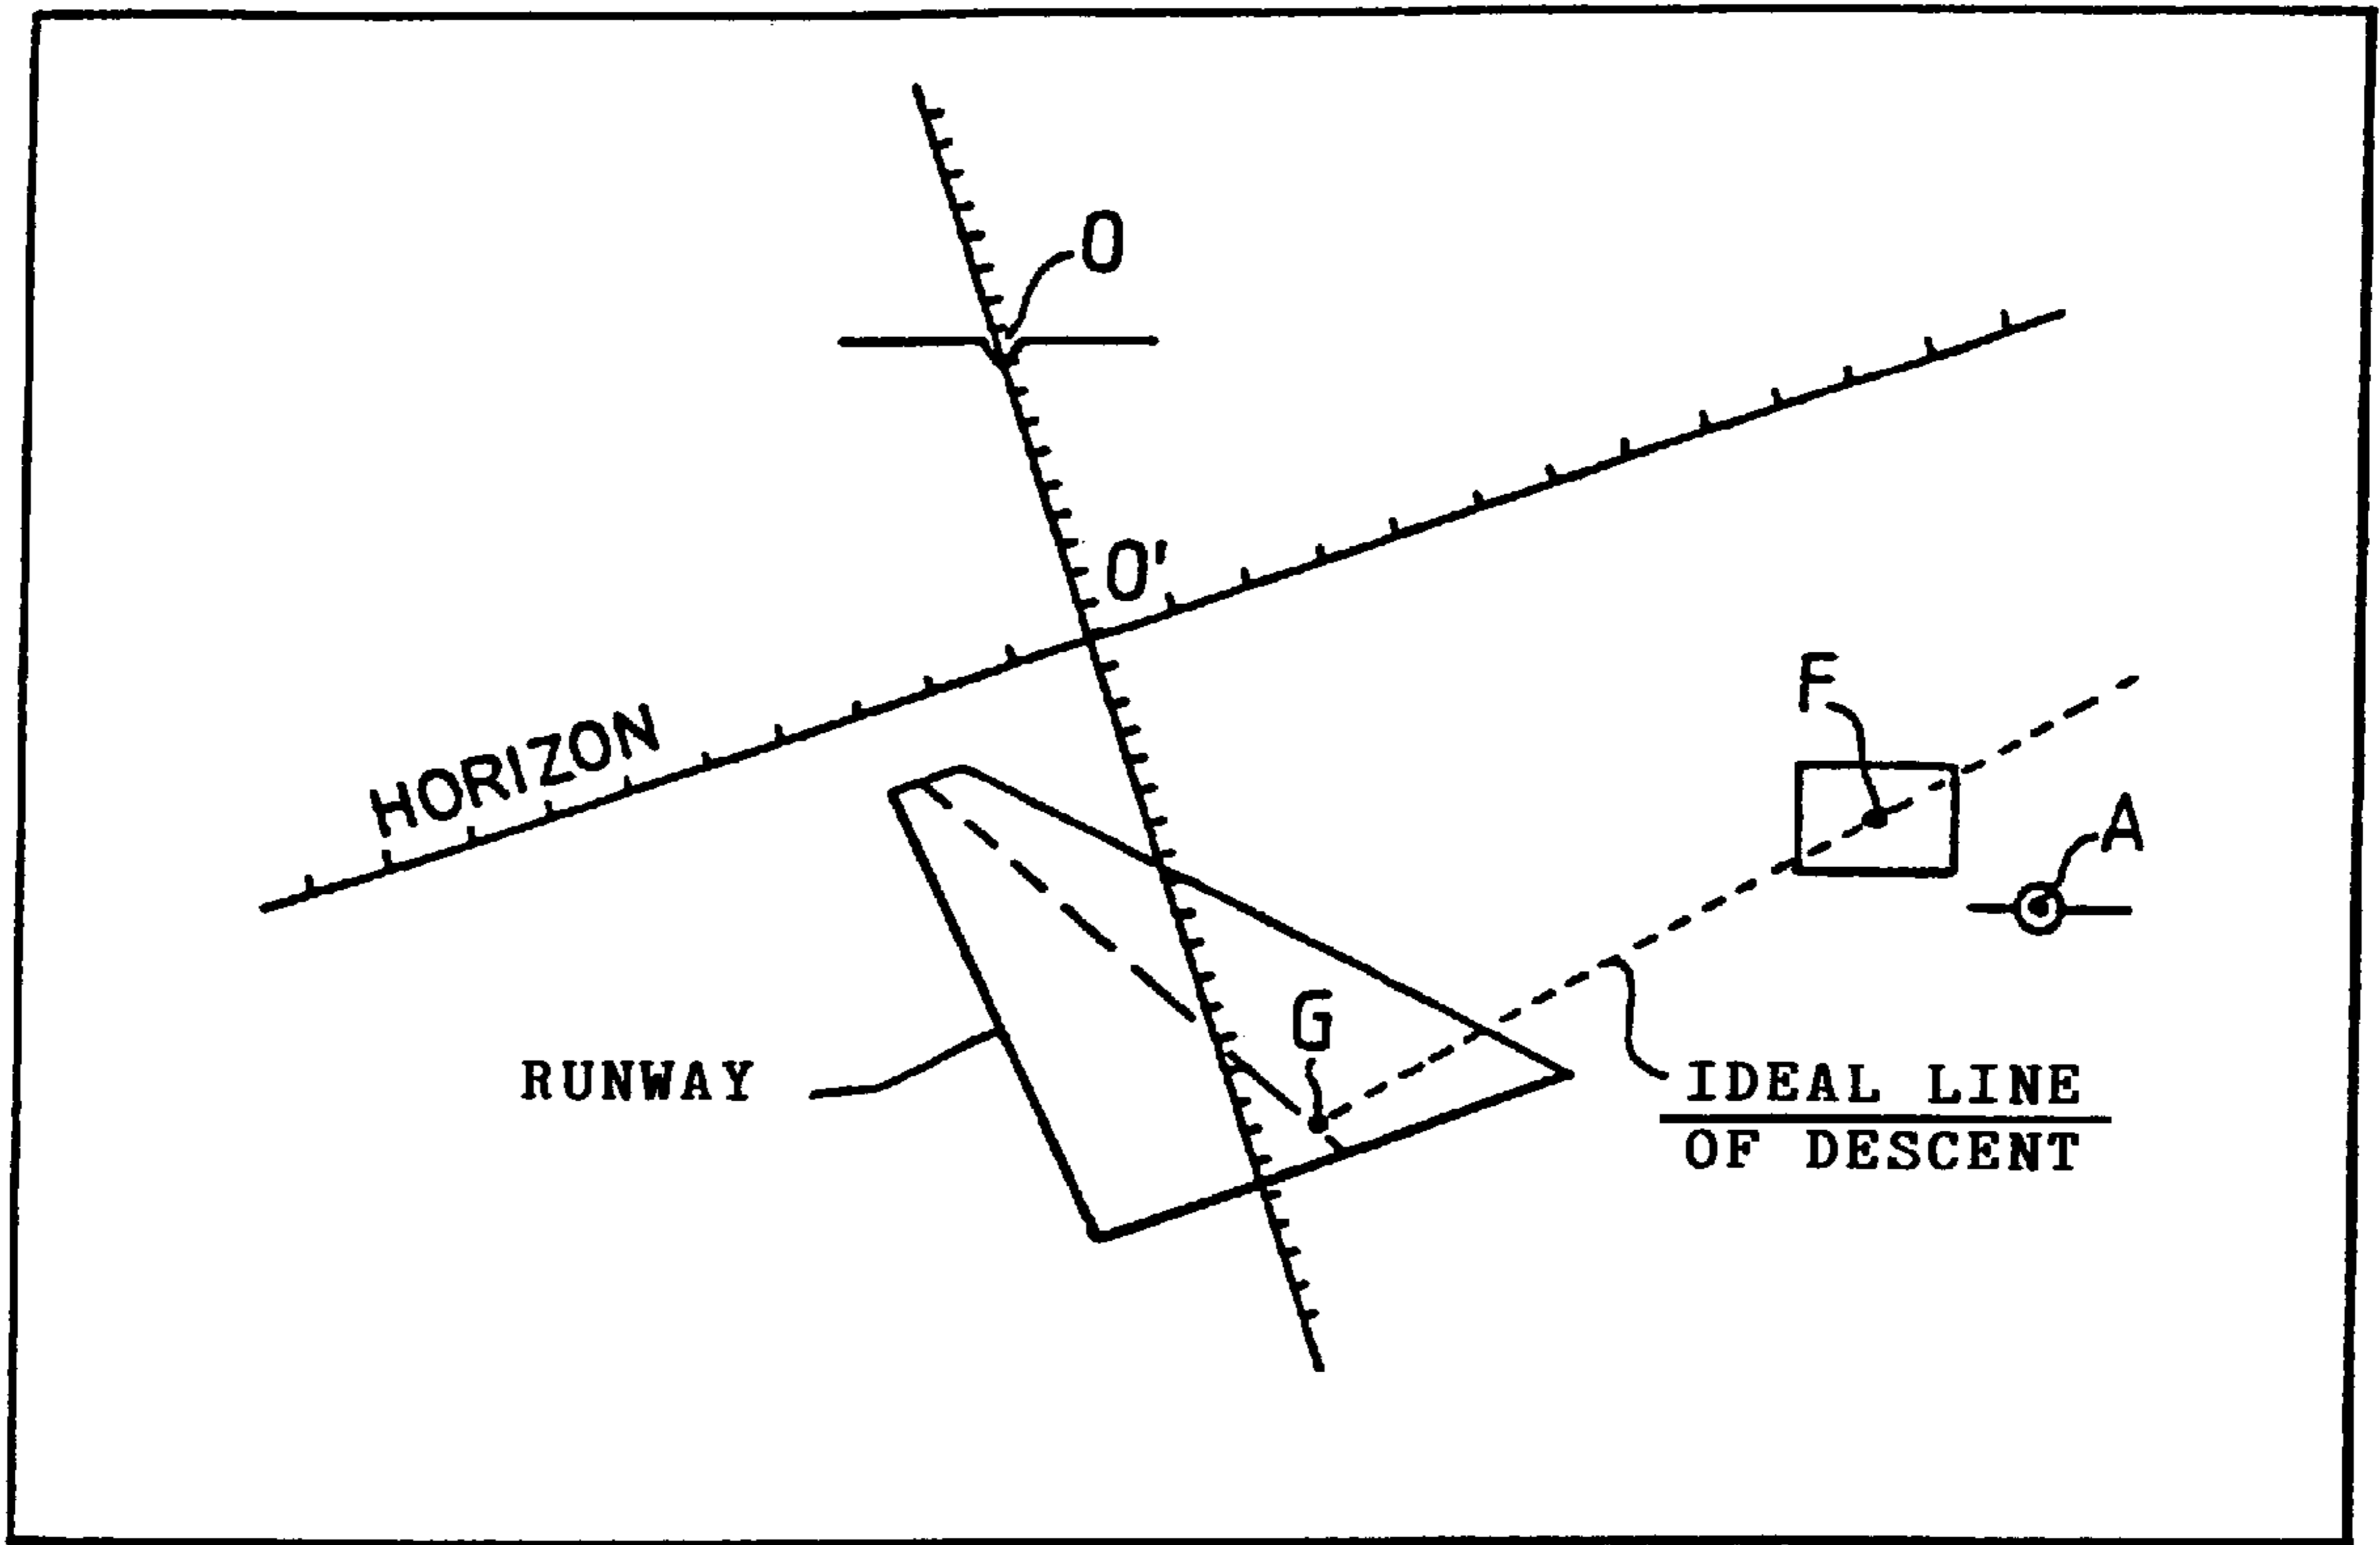 O
O'
HORIZON
F
A
G
RUNWAY
IDEAL LINE
OF DESCENT